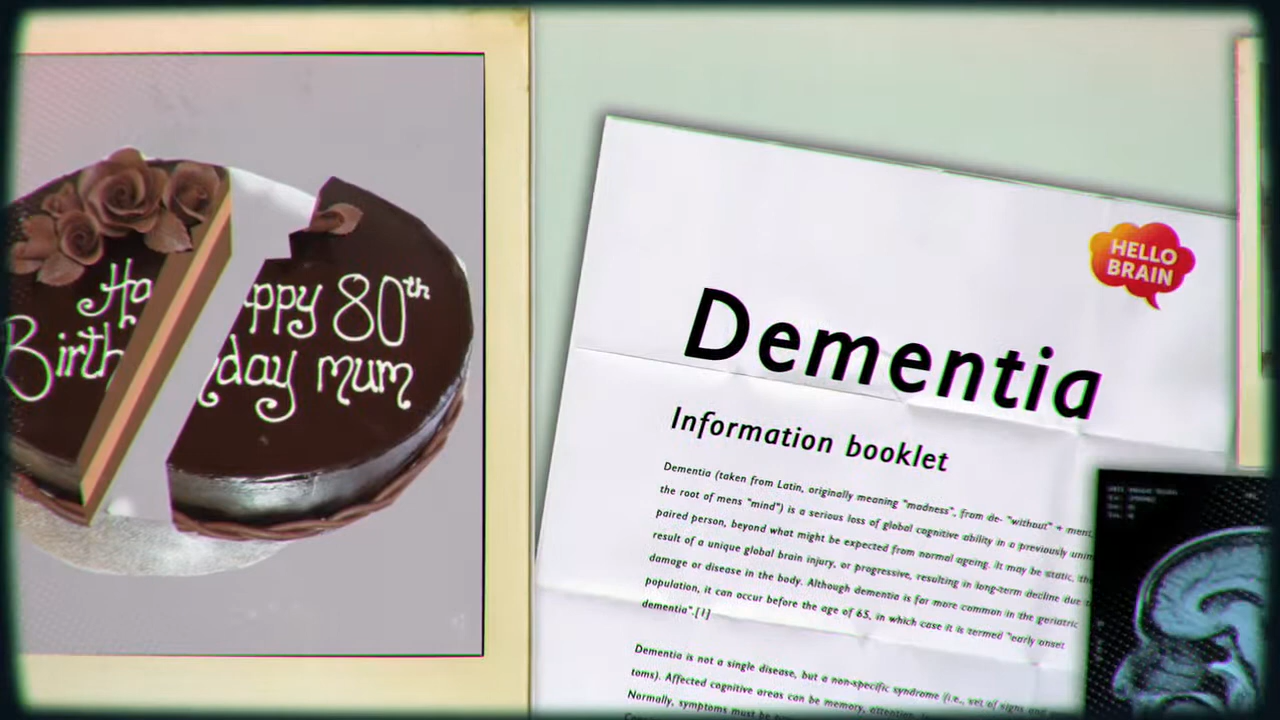 Happy 80th
Birthday mum
HELLO
BRAIN
Dementia
Information booklet
Dementia (taken from Latin, originally meaning "madness", from de- "without" + ment,
the root of mens "mind") is a serious loss of global cognitive ability in a previously unim
paired person, beyond what might be expected from normal ageing. It may be static, the
result of a unique global brain injury, or progressive, resulting in long-term decline due
damage or disease in the body. Although dementia is far more common in the geriatric
population, it can occur before the age of 65, in which case it is termed "early onset
dementia".[1]
Dementia is not a single disease, but a non-specific syndrome (i.e., set of signs and
toms). Affected cognitive areas can be memory, attention,
Normally, symptoms must be